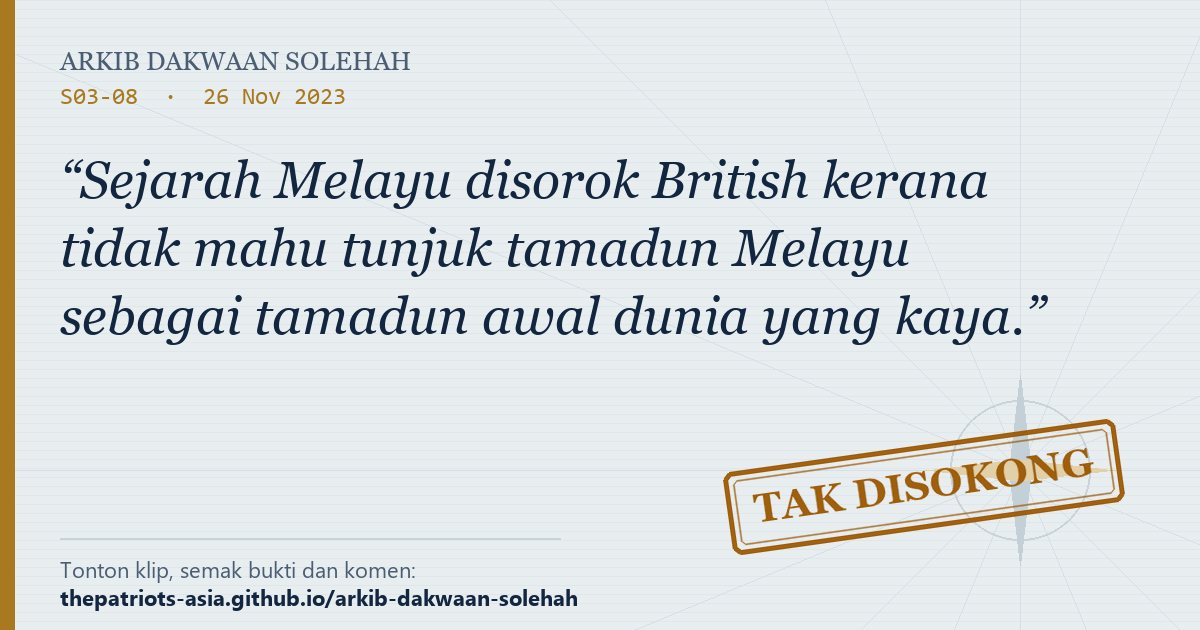 ARKIB DAKWAAN SOLEHAH
S03-08 · 26 Nov 2023
“Sejarah Melayu disorok British kerana
tidak mahu tunjuk tamadun Melayu
sebagai tamadun awal dunia yang kaya.”
TAK DISOKONG
Tonton klip, semak bukti dan komen:
thepatriots-asia.github.io/arkib-dakwaan-solehah